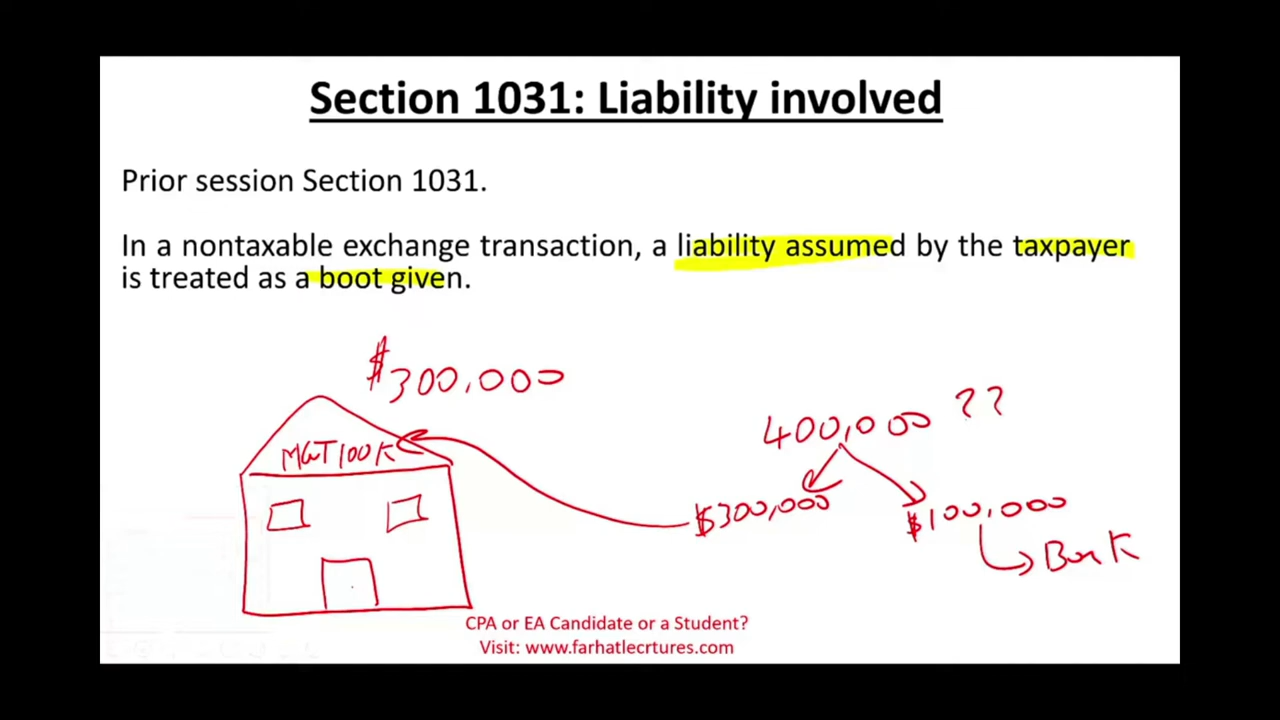 Section 1031: Liability involved
Prior session Section 1031.
In a nontaxable exchange transaction, a liability assumed by the taxpayer
is treated as a boot given.
$300,000
400,000 ??
MGT 100K
$300,000
$100,000
Bank
CPA or EA Candidate or a Student?
Visit: www.farhatlecrtures.com